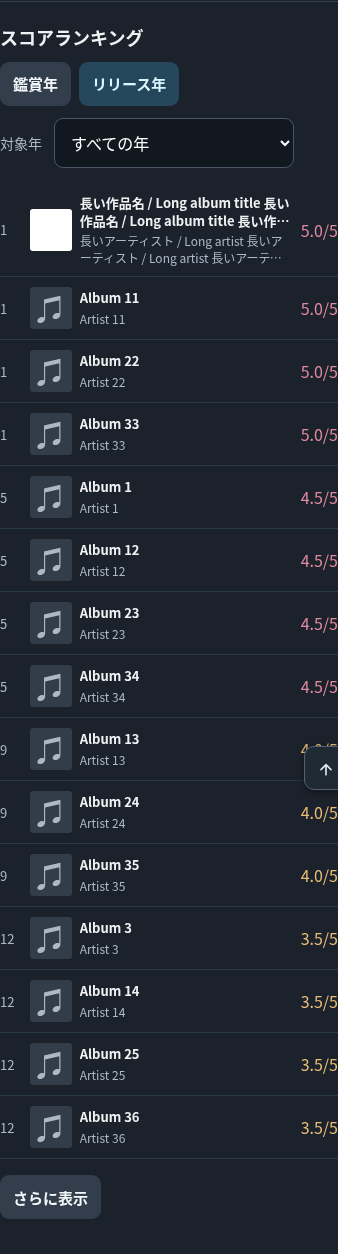 スコアランキング
鑑賞年
リリース年
対象年
すべての年
1
長い作品名 / Long album title 長い
作品名 / Long album title 長い作…
長いアーティスト / Long artist 長いア
ーティスト / Long artist 長いアーテ…
5.0/5
1
Album 11
Artist 11
5.0/5
1
Album 22
Artist 22
5.0/5
1
Album 33
Artist 33
5.0/5
5
Album 1
Artist 1
4.5/5
5
Album 12
Artist 12
4.5/5
5
Album 23
Artist 23
4.5/5
5
Album 34
Artist 34
4.5/5
9
Album 13
Artist 13
9
Album 24
Artist 24
4.0/5
9
Album 35
Artist 35
4.0/5
12
Album 3
Artist 3
3.5/5
12
Album 14
Artist 14
3.5/5
12
Album 25
Artist 25
3.5/5
12
Album 36
Artist 36
3.5/5
さらに表示